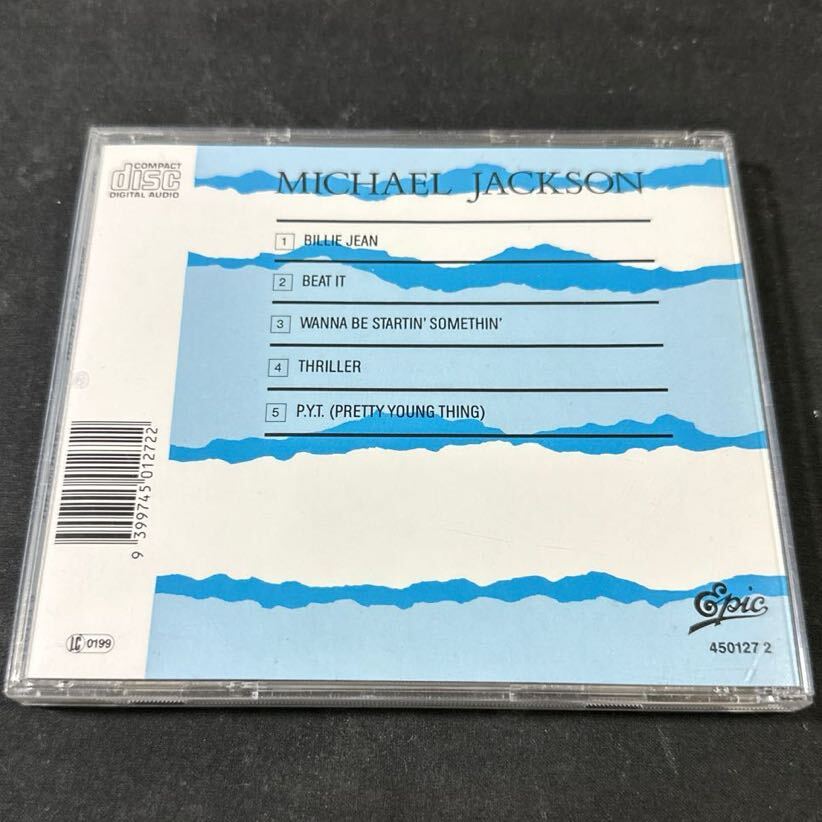 COMPACT
disc
DIGITAL AUDIO
MICHAEL JACKSON
1 BILLIE JEAN
2 BEAT IT
3 WANNA BE STARTIN' SOMETHIN'
4 THRILLER
5 P.Y.T. (PRETTY YOUNG THING)
9 399745 012722
LC 0199
Epic
450127 2